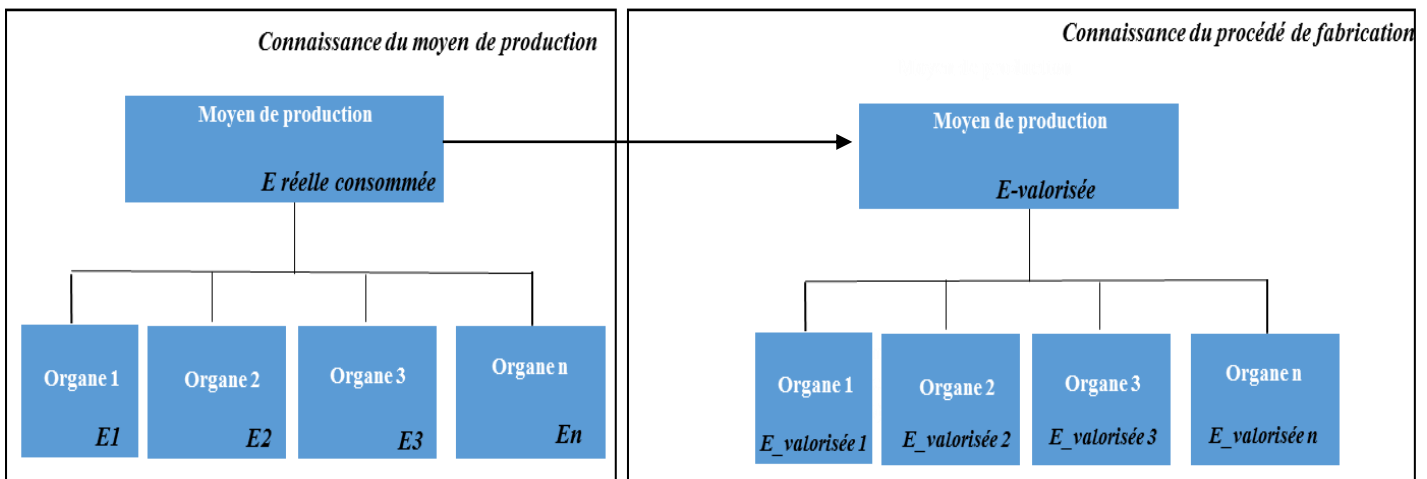 Connaissance du moyen de production
Moyen de production
E réelle consommée
Organe 1
E1
Organe 2
E2
Organe 3
E3
Organe n
En
Connaissance du procédé de fabrication
Moyen de production
E-valorisée
Organe 1
E_valorisée 1
Organe 2
E_valorisée 2
Organe 3
E_valorisée 3
Organe n
E_valorisée n